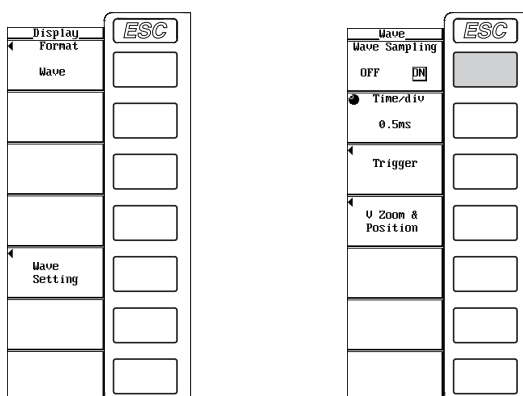 Display
Format
Wave
Wave
Setting
ESC
Wave
Wave Sampling
OFF ON
Time/div
0.5ms
Trigger
V Zoom &
Position
ESC